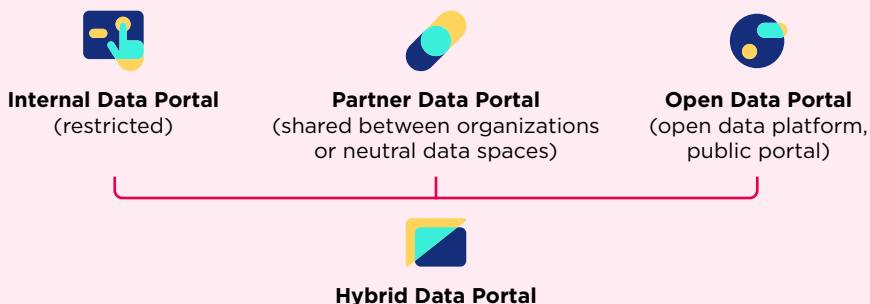 Internal Data Portal
(restricted)
Partner Data Portal
(shared between organizations
or neutral data spaces)
Open Data Portal
(open data platform,
public portal)
Hybrid Data Portal